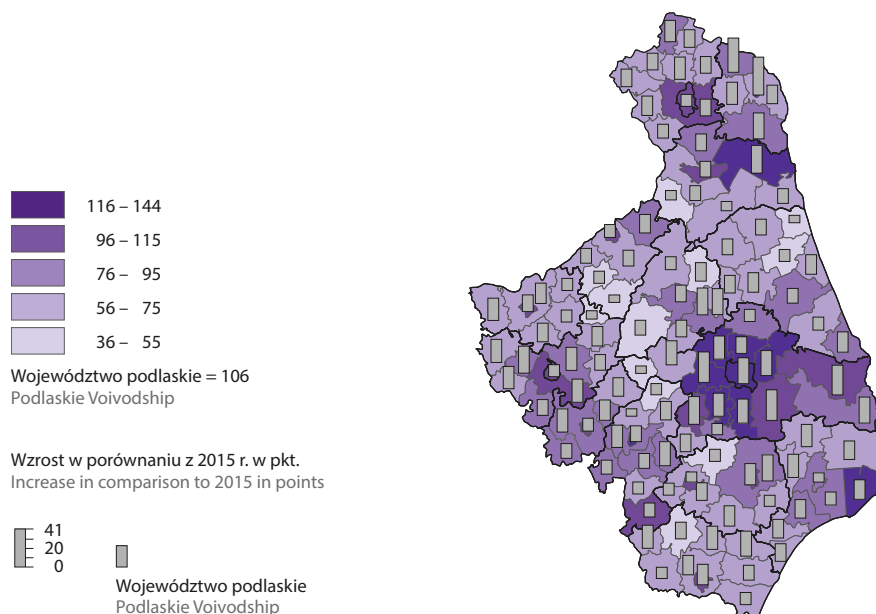 116 – 144
96 – 115
76 – 95
56 – 75
36 – 55
Województwo podlaskie = 106
Podlaskie Voivodship
Wzrost w porównaniu z 2015 r. w pkt.
Increase in comparison to 2015 in points
41
20
0
Województwo podlaskie
Podlaskie Voivodship